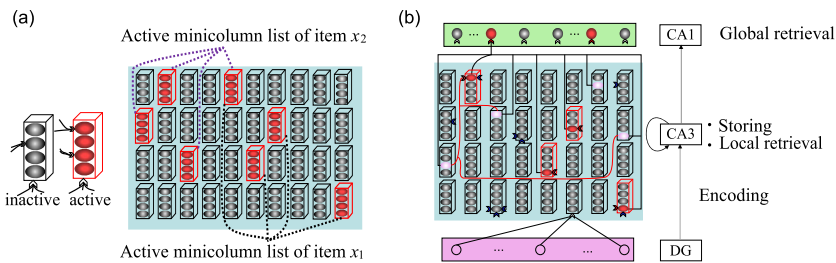 (a)
Active minicolumn list of item x2
inactive
active
Active minicolumn list of item x1
(b)
... ...
CA1
Global retrieval
CA3
• Storing
• Local retrieval
Encoding
... ...
DG